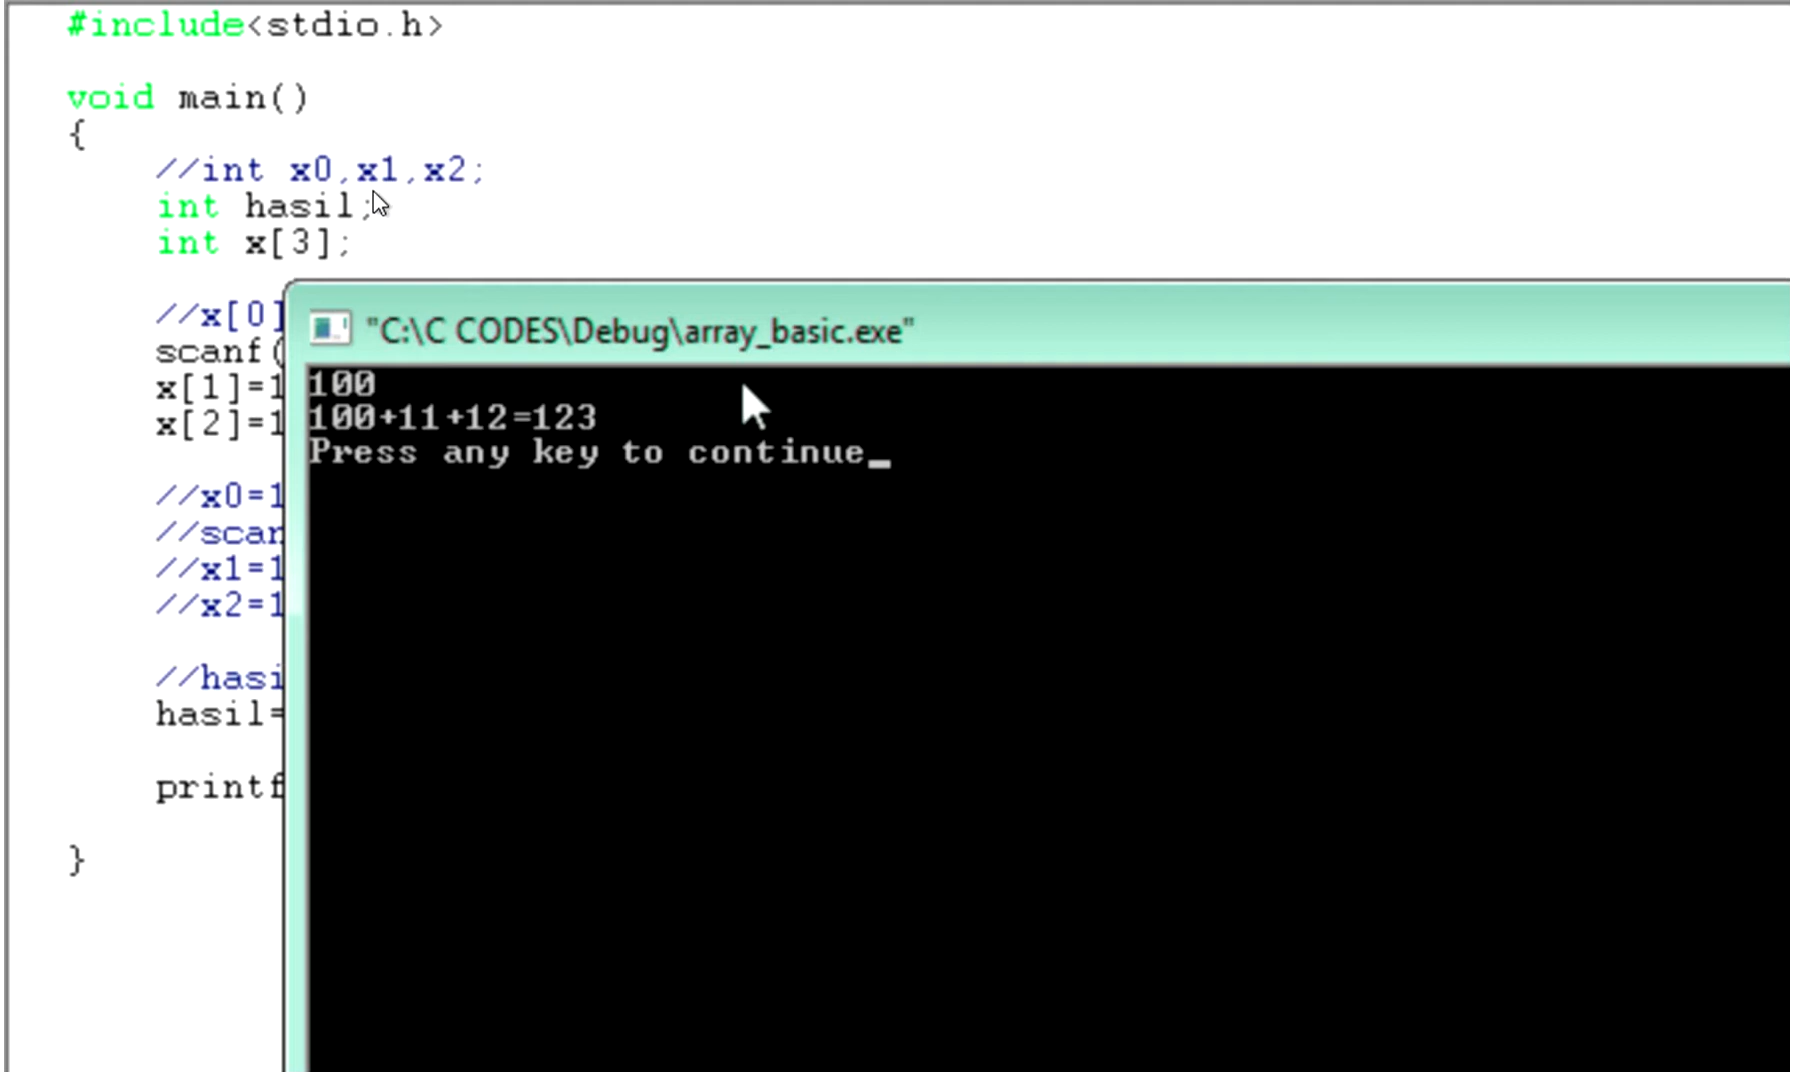 #include<stdio.h>
void main()
{
//int x0,x1,x2;
int hasil;
int x[3];
//x[0]
scanf(
x[1]=1
x[2]=1
//x0=1
//scan
//x1=1
//x2=1
//hasi
hasil=
printf
}
"C:\C CODES\Debug\array_basic.exe"
100
100+11+12=123
Press any key to continue_